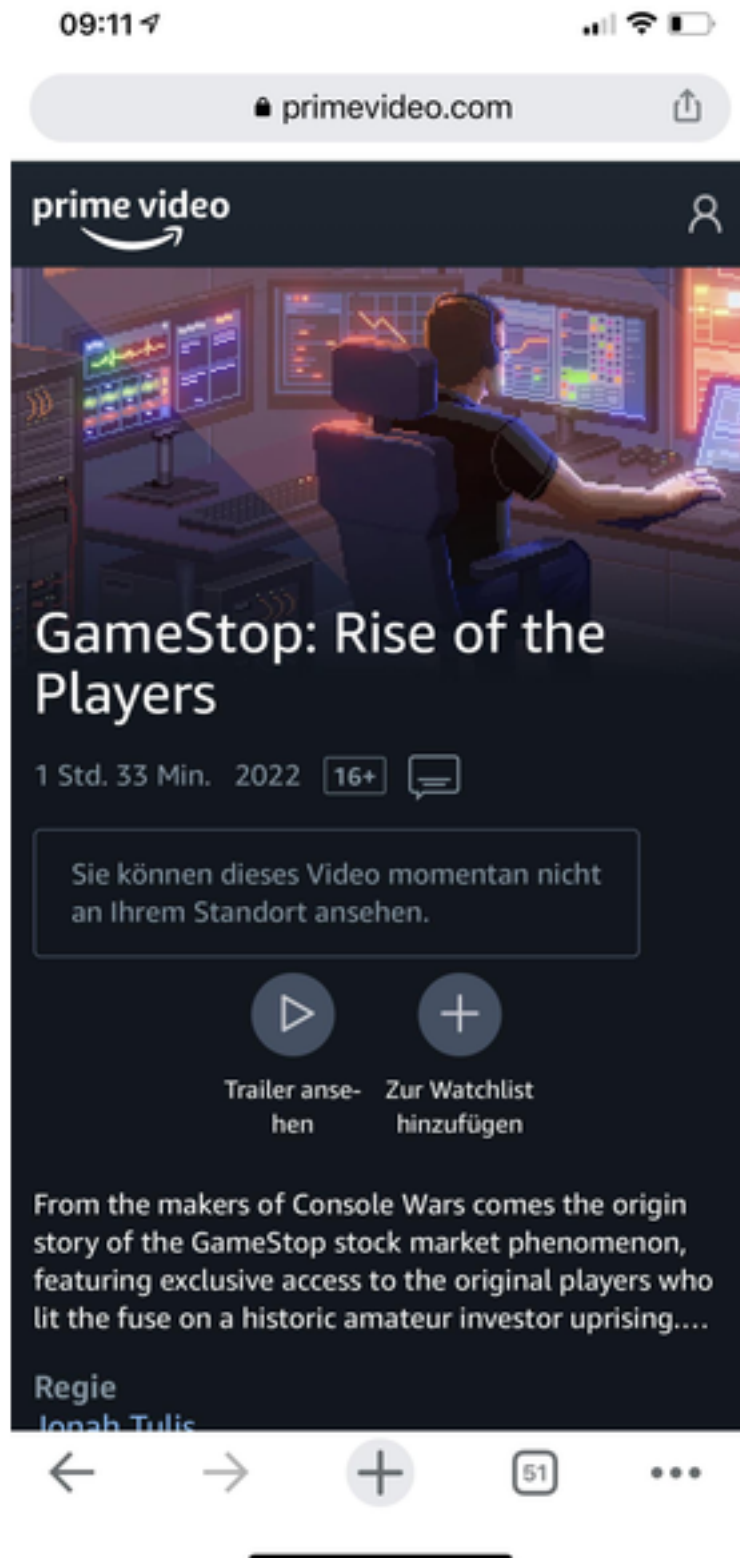 09:11
primevideo.com
prime video
GameStop: Rise of the
Players
1 Std. 33 Min. 2022 16+
Sie können dieses Video momentan nicht
an Ihrem Standort ansehen.
Trailer anse-
hen
Zur Watchlist
hinzufügen
From the makers of Console Wars comes the origin
story of the GameStop stock market phenomenon,
featuring exclusive access to the original players who
lit the fuse on a historic amateur investor uprising....
Regie
Jonah Tulis
51